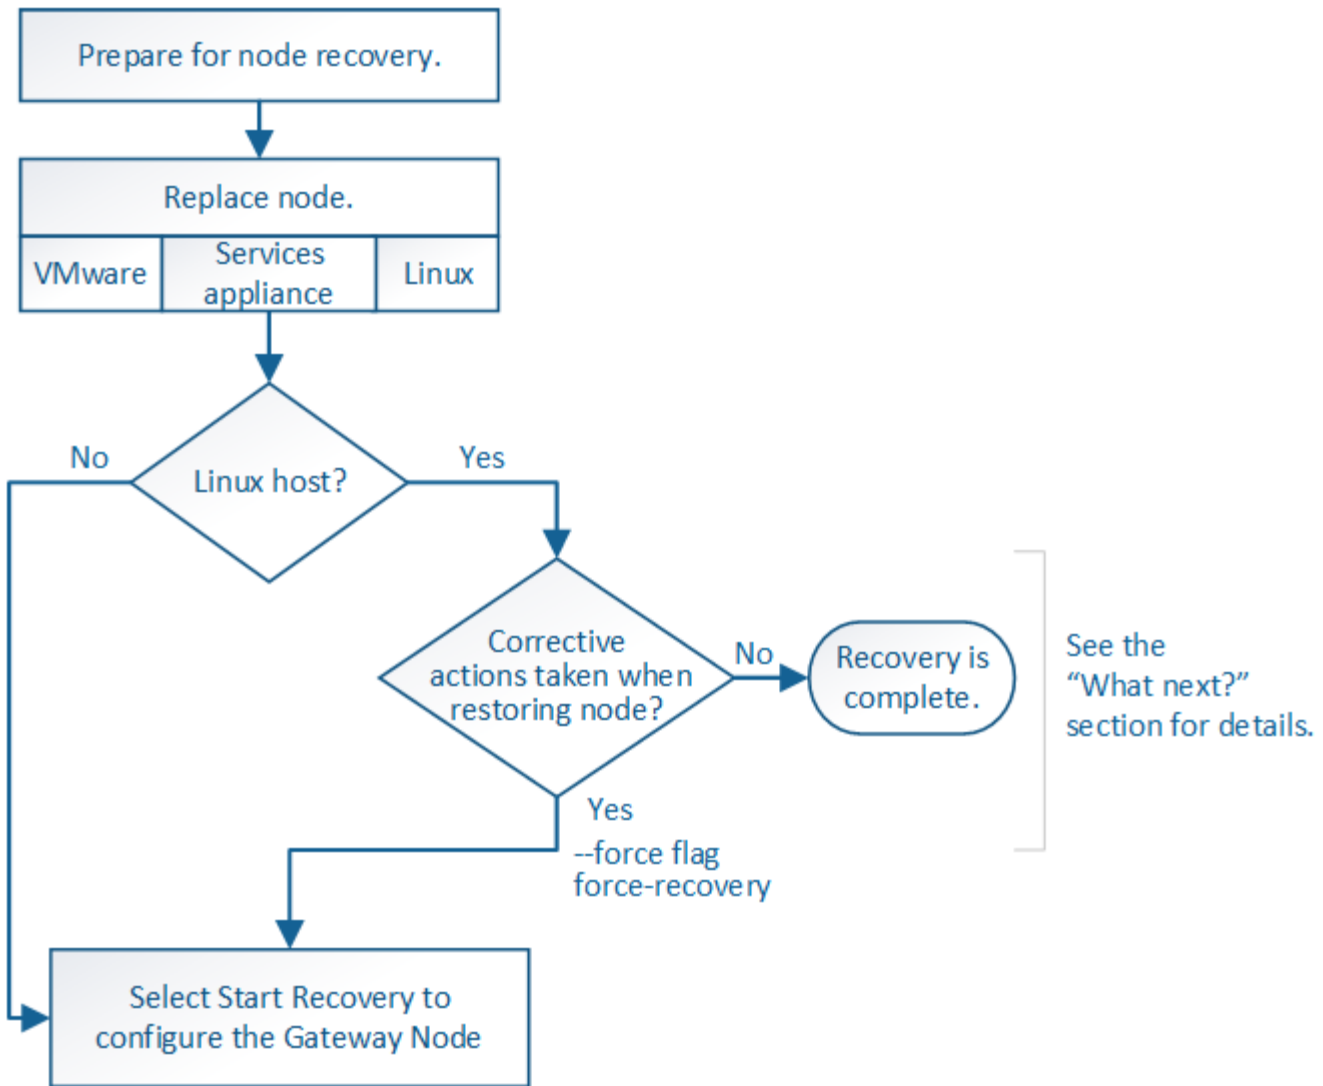 Prepare for node recovery.
Replace node.
VMware
Services
appliance
Linux
Linux host?
No
Yes
Corrective
actions taken when
restoring node?
No
Recovery is
complete.
See the
“What next?”
section for details.
Yes
--force flag
force-recovery
Select Start Recovery to
configure the Gateway Node